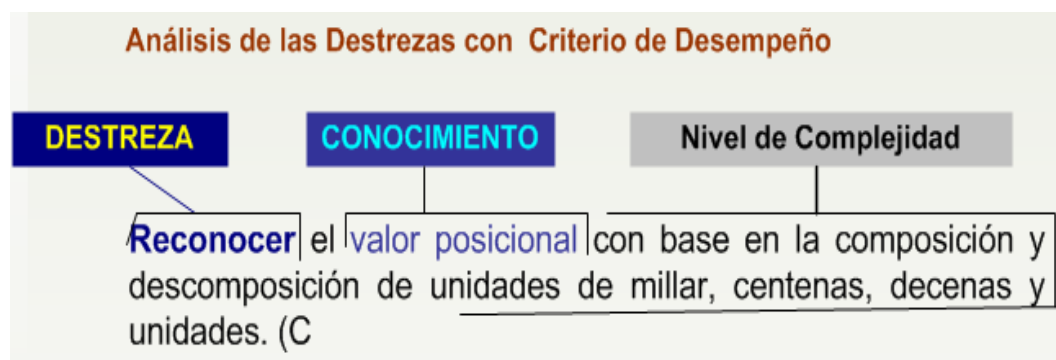 Análisis de las Destrezas con Criterio de Desempeño
DESTREZA
CONOCIMIENTO
Nivel de Complejidad
Reconocer el valor posicional con base en la composición y
descomposición de unidades de millar, centenas, decenas y
unidades. (C